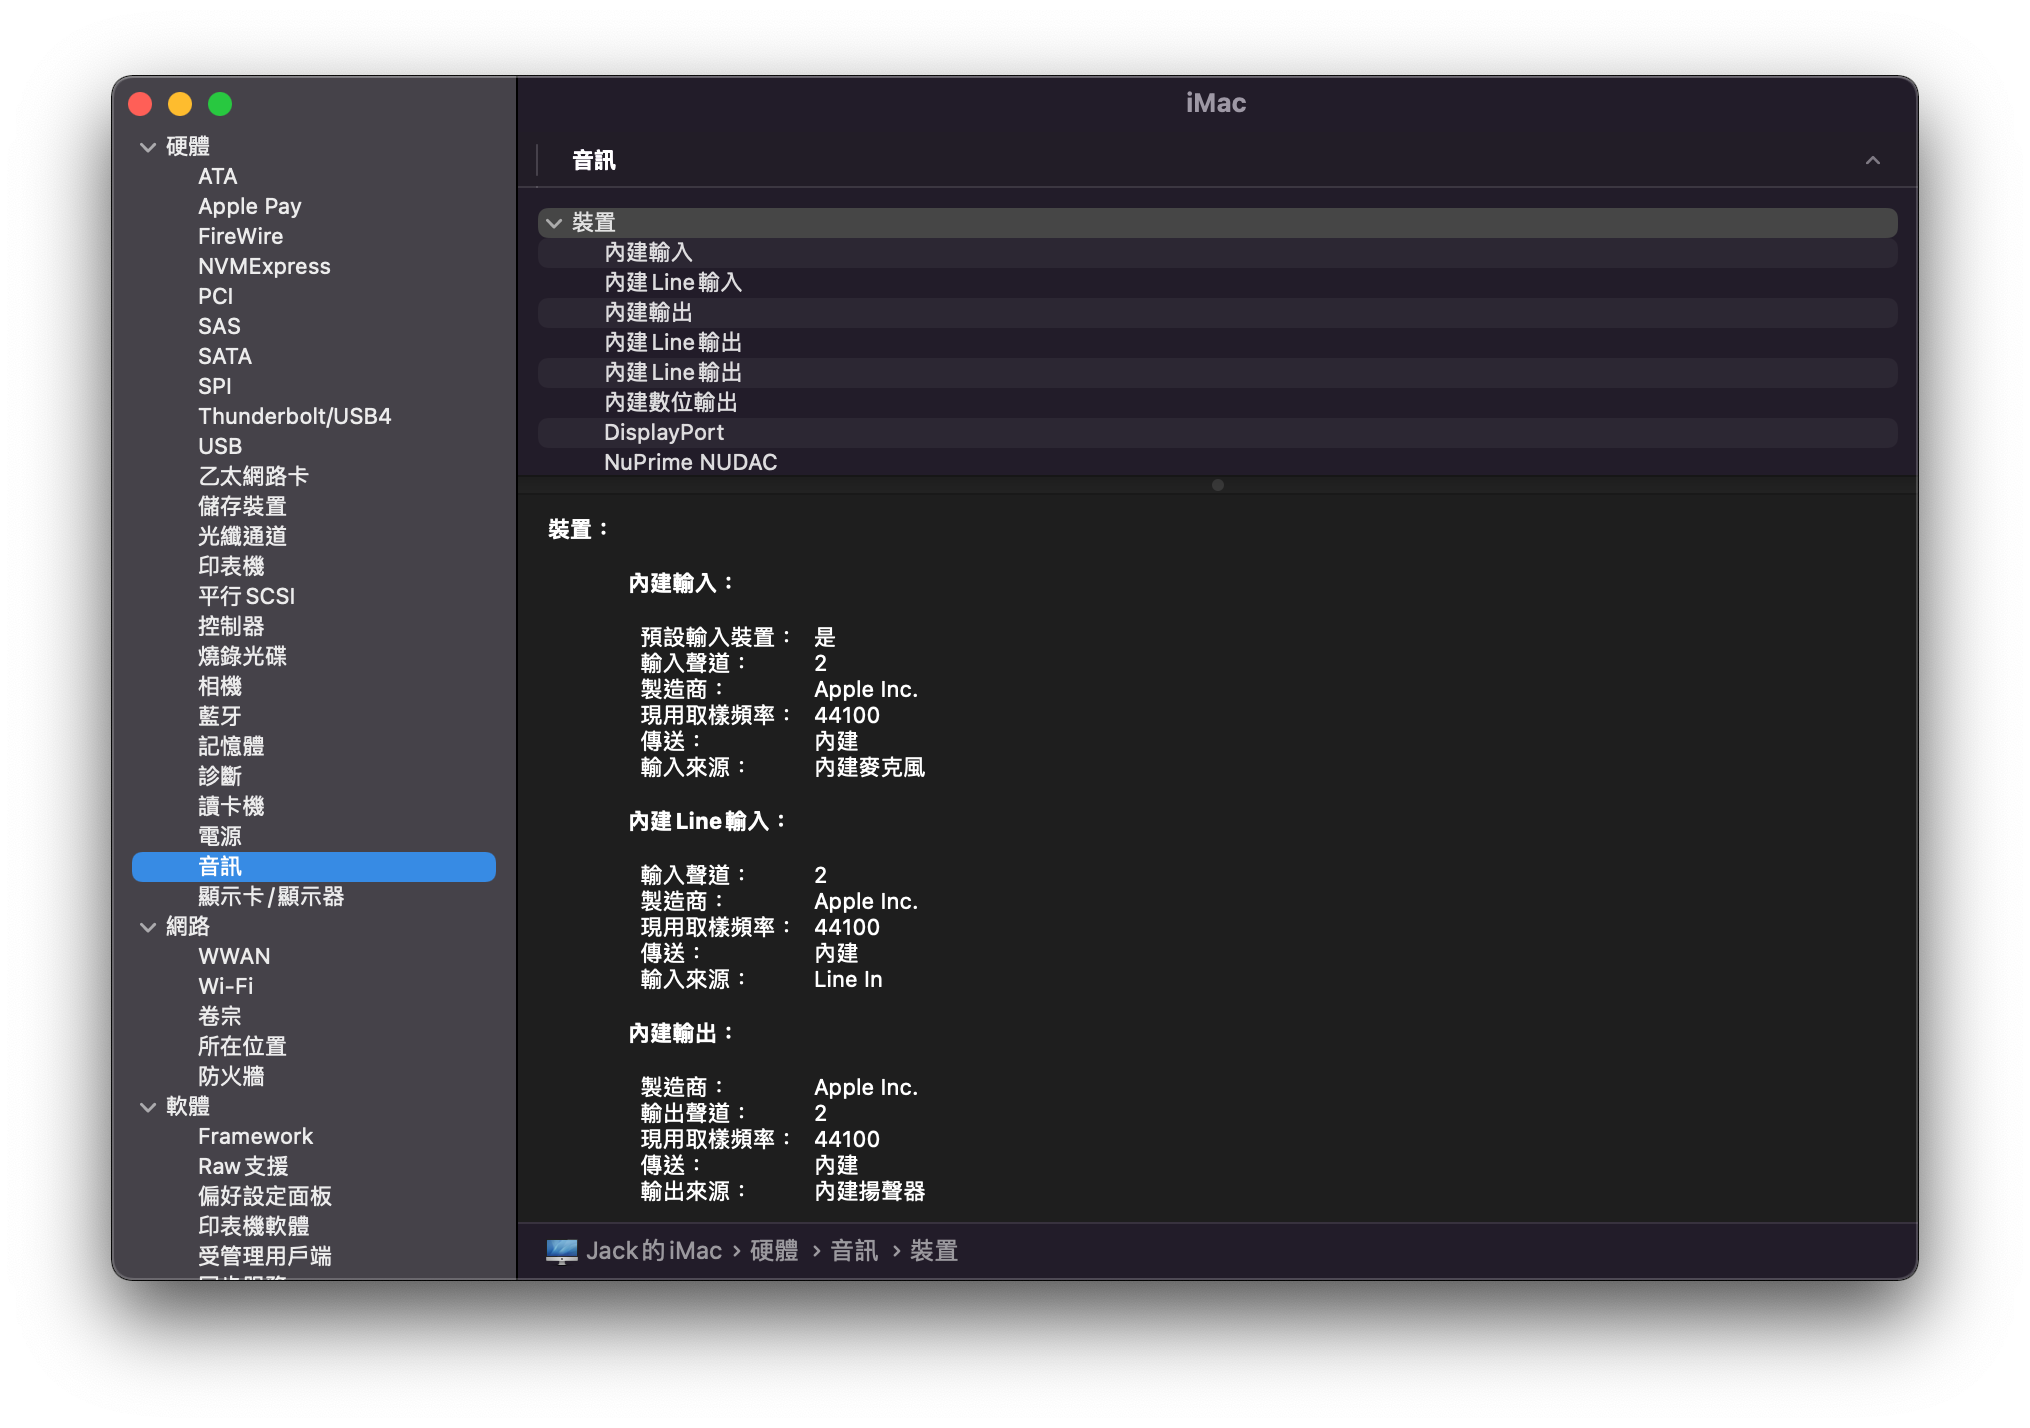 硬體
ATA
Apple Pay
FireWire
NVMExpress
PCI
SAS
SATA
SPI
Thunderbolt/USB4
USB
乙太網路卡
儲存裝置
光纖通道
印表機
平行 SCSI
控制器
燒錄光碟
相機
藍牙
記憶體
診斷
讀卡機
電源
音訊
顯示卡/顯示器
網路
WWAN
Wi-Fi
卷宗
所在位置
防火牆
軟體
Framework
Raw 支援
偏好設定面板
印表機軟體
受管理用戶端
iMac
音訊
裝置
內建輸入
內建 Line 輸入
內建輸出
內建 Line 輸出
內建 Line 輸出
內建數位輸出
DisplayPort
NuPrime NUDAC
裝置：
內建輸入：
預設輸入裝置： 是
輸入聲道： 2
製造商： Apple Inc.
現用取樣頻率： 44100
傳送： 內建
輸入來源： 內建麥克風
內建 Line 輸入：
輸入聲道： 2
製造商： Apple Inc.
現用取樣頻率： 44100
傳送： 內建
輸入來源： Line In
內建輸出：
製造商： Apple Inc.
輸出聲道： 2
現用取樣頻率： 44100
傳送： 內建
輸出來源： 內建揚聲器
Jack的iMac › 硬體 › 音訊 › 裝置